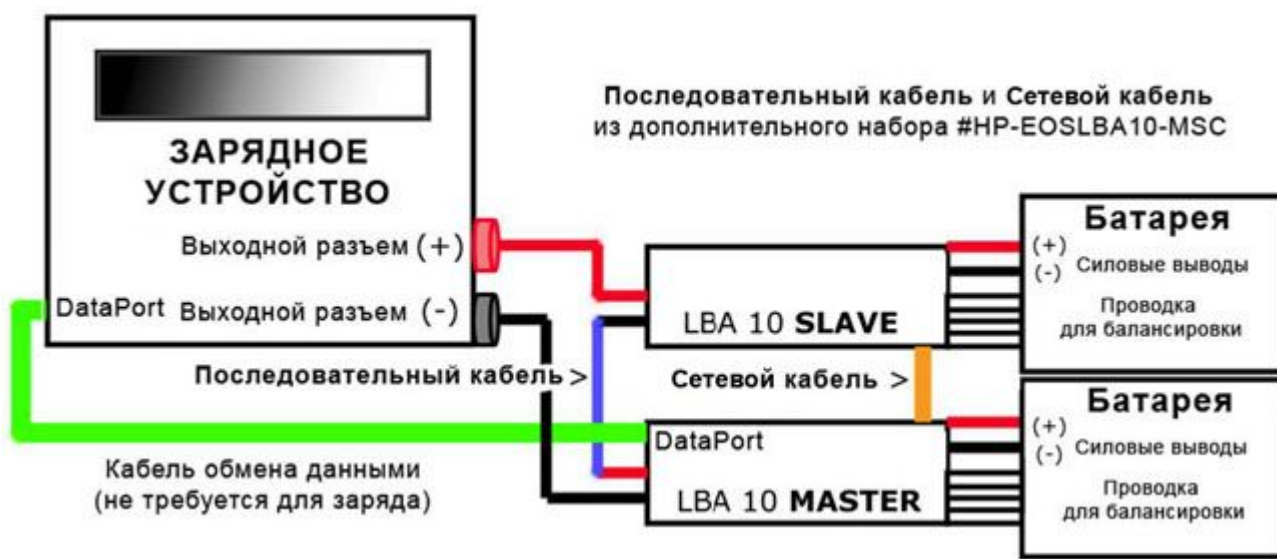 Последовательный кабель и Сетевой кабель
из дополнительного набора #HP-EOSLBA10-MSC
ЗАРЯДНОЕ
УСТРОЙСТВО
Выходной разъем (+)
DataPort Выходной разъем (-)
Последовательный кабель >
LBA 10 SLAVE
Сетевой кабель >
Батарея
(+)
(-) Силовые выводы
Проводка
для балансировки
DataPort
LBA 10 MASTER
Батарея
(+)
(-) Силовые выводы
Проводка
для балансировки
Кабель обмена данными
(не требуется для заряда)